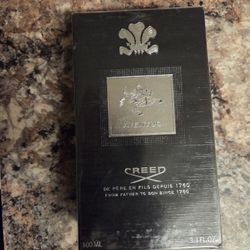 AVENTUS
CREED
DE PÈRE EN FILS DEPUIS 1760
FROM FATHER TO SON SINCE 1760
100 ML
3.3 FL.OZ.